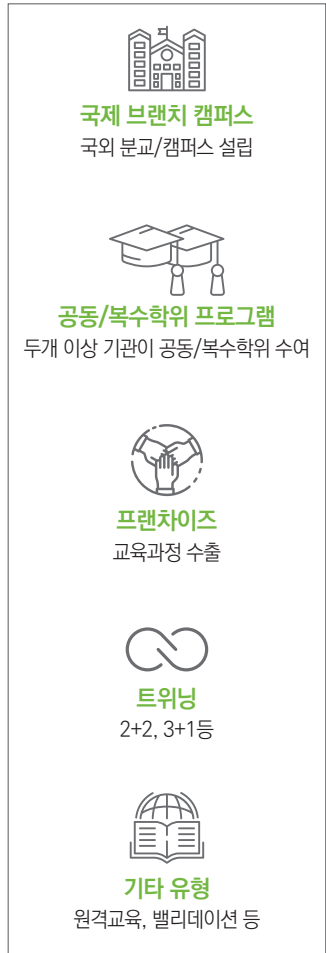 국제 브랜치 캠퍼스
국외 분교/캠퍼스 설립
공동/복수학위 프로그램
두개 이상 기관이 공동/복수학위 수여
프랜차이즈
교육과정 수출
트위닝
2+2, 3+1등
기타 유형
원격교육, 밸리데이션 등